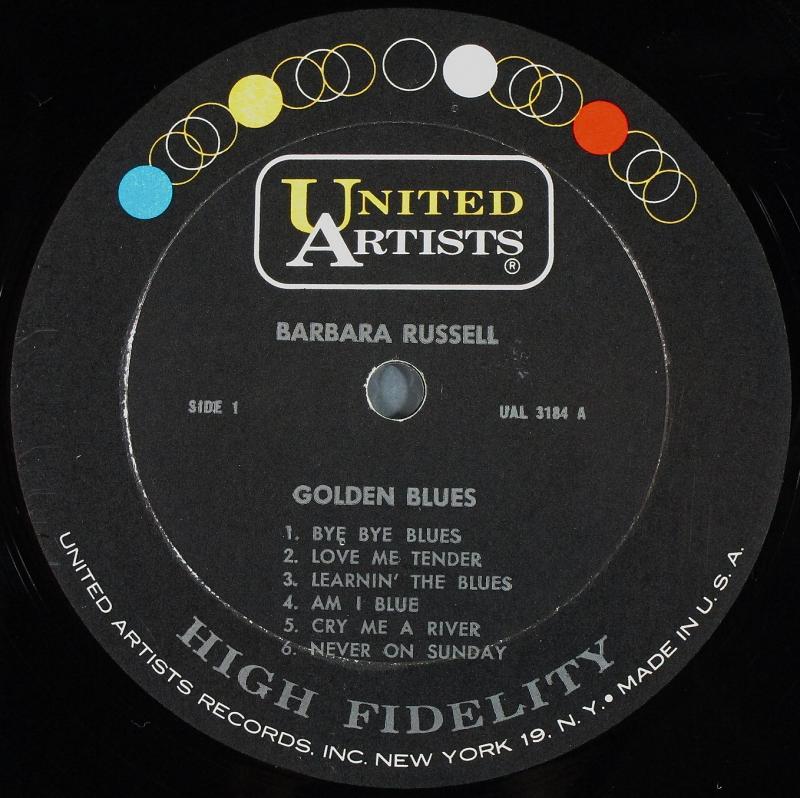 UNITED
ARTISTS
®
BARBARA RUSSELL
SIDE 1
UAL 3184 A
GOLDEN BLUES
1. BYE BYE BLUES
2. LOVE ME TENDER
3. LEARNIN' THE BLUES
4. AM I BLUE
5. CRY ME A RIVER
6. NEVER ON SUNDAY
HIGH FIDELITY
UNITED ARTISTS RECORDS, INC. NEW YORK 19, N. Y. • MADE IN U. S. A.